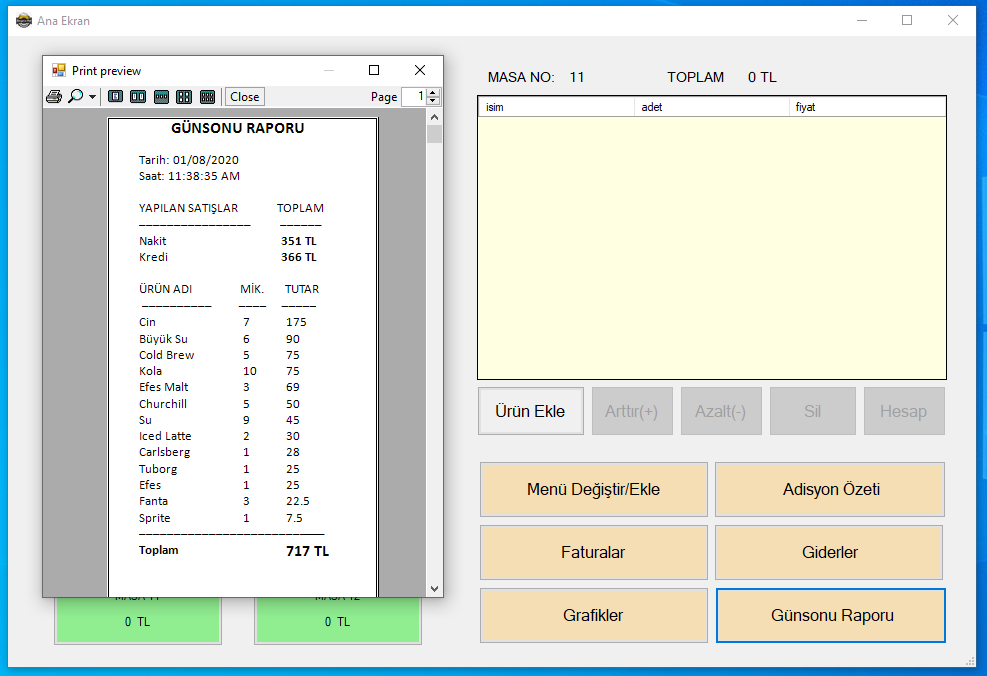 Ana Ekran
Print preview
Close
Page 1
GÜNSONU RAPORU
Tarih: 01/08/2020
Saat: 11:38:35 AM
YAPILAN SATIŞLAR TOPLAM
Nakit 351 TL
Kredi 366 TL
ÜRÜN ADI MİK. TUTAR
Cin 7 175
Büyük Su 6 90
Cold Brew 5 75
Kola 10 75
Efes Malt 3 69
Churchill 5 50
Su 9 45
Iced Latte 2 30
Carlsberg 1 28
Tuborg 1 25
Efes 1 25
Fanta 3 22.5
Sprite 1 7.5
Toplam 717 TL
MASA 11 MASA 12
0 TL 0 TL
MASA NO: 11 TOPLAM 0 TL
isim adet fiyat
Ürün Ekle Arttır(+) Azalt(-) Sil Hesap
Menü Değiştir/Ekle Adisyon Özeti
Faturalar Giderler
Grafikler Günsonu Raporu